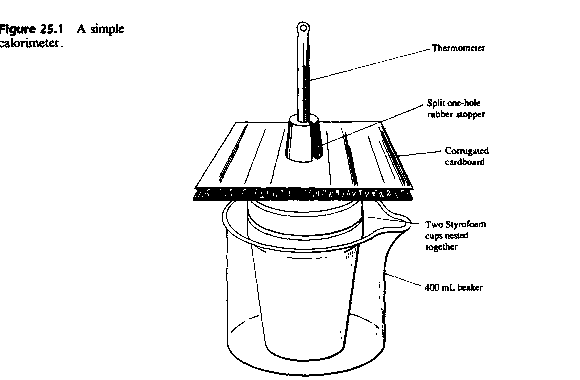 Figure 25.1 A simple
calorimeter.
Thermometer
Split one-hole
rubber stopper
Corrugated
cardboard
Two Styrofoam
cups nested
together
400 mL beaker